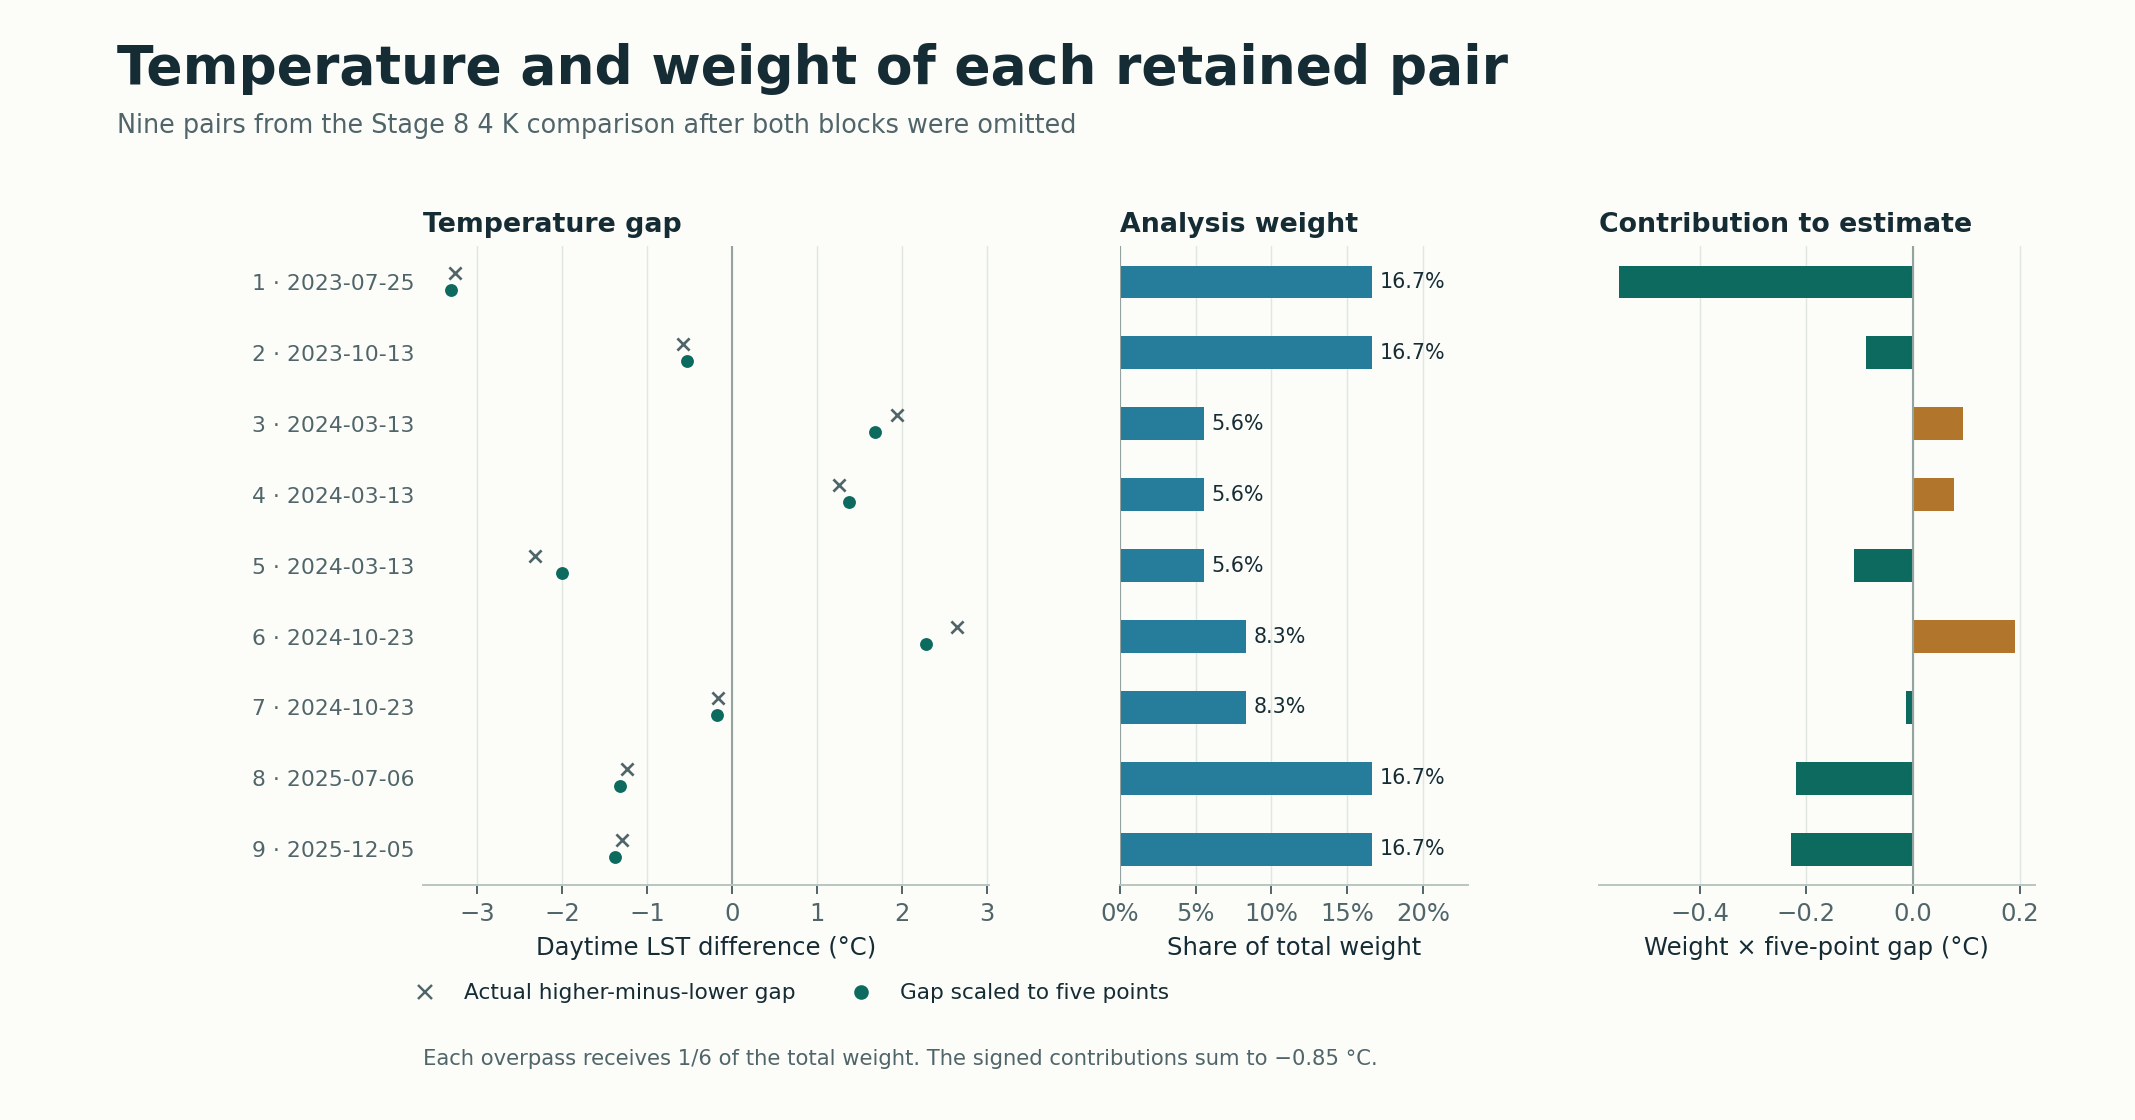 Temperature and weight of each retained pair
Nine pairs from the Stage 8 4 K comparison after both blocks were omitted
Temperature gap
1 · 2023-07-25
2 · 2023-10-13
3 · 2024-03-13
4 · 2024-03-13
5 · 2024-03-13
6 · 2024-10-23
7 · 2024-10-23
8 · 2025-07-06
9 · 2025-12-05
−3 −2 −1 0 1 2 3
Daytime LST difference (°C)
Analysis weight
16.7%
16.7%
5.6%
5.6%
5.6%
8.3%
8.3%
16.7%
16.7%
0% 5% 10% 15% 20%
Share of total weight
Contribution to estimate
−0.4 −0.2 0.0 0.2
Weight × five-point gap (°C)
Actual higher-minus-lower gap
Gap scaled to five points
Each overpass receives 1/6 of the total weight. The signed contributions sum to −0.85 °C.